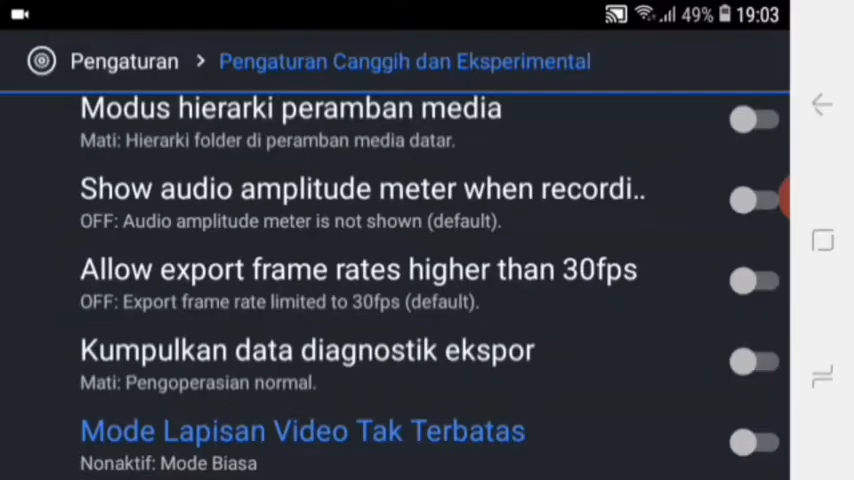 49% 19:03
Pengaturan > Pengaturan Canggih dan Eksperimental
Modus hierarki peramban media
Mati: Hierarki folder di peramban media datar.
Show audio amplitude meter when recordi..
OFF: Audio amplitude meter is not shown (default).
Allow export frame rates higher than 30fps
OFF: Export frame rate limited to 30fps (default).
Kumpulkan data diagnostik ekspor
Mati: Pengoperasian normal.
Mode Lapisan Video Tak Terbatas
Nonaktif: Mode Biasa